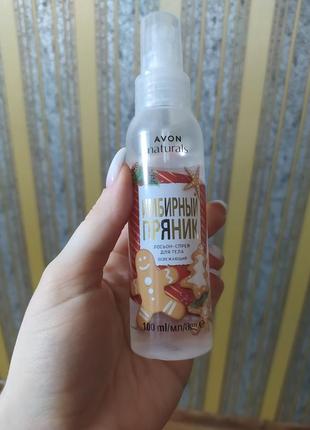 AVON
naturals
ИМБИРНЫЙ
ПРЯНИК
ЛОСЬОН-СПРЕЙ
ДЛЯ ТЕЛА
ОСВЕЖАЮЩИЙ
100 ml/мл/